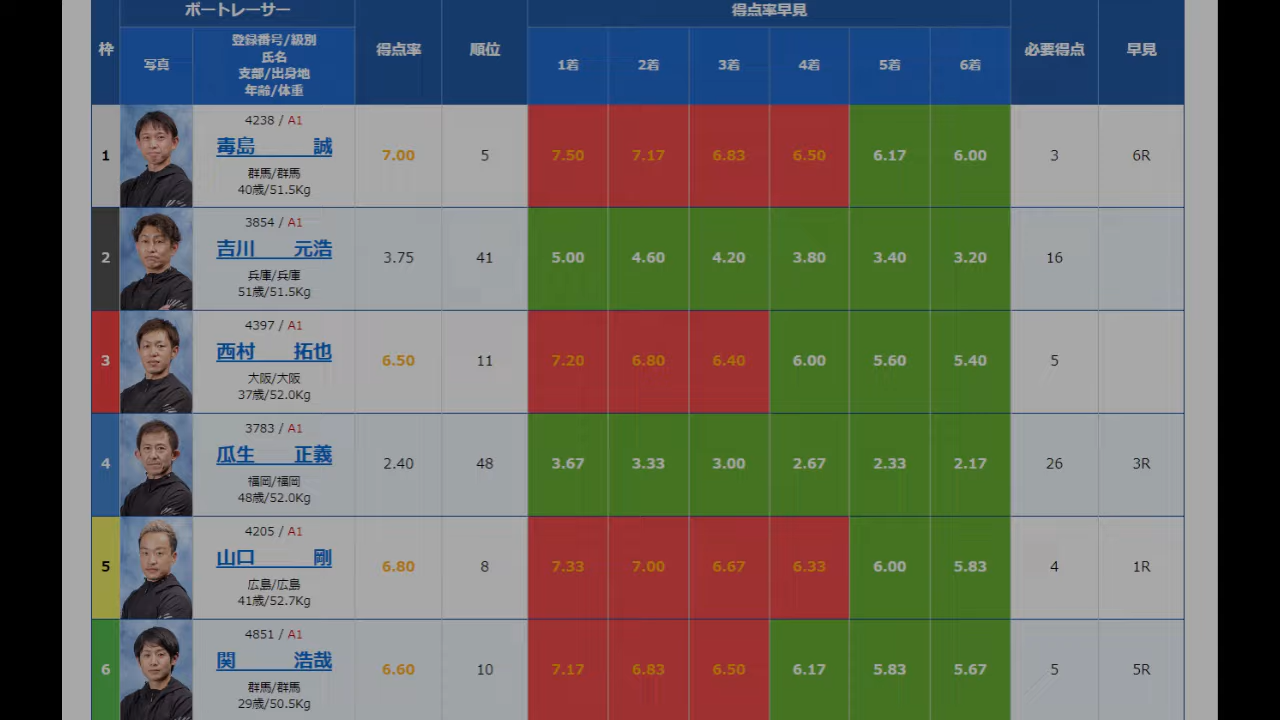 ボートレーサー 得点率早見
枠 写真 登録番号/級別 氏名 支部/出身地 年齢/体重 得点率 順位 1着 2着 3着 4着 5着 6着 必要得点 早見
4238 / A1
1 毒島 誠 7.00 5 7.50 7.17 6.83 6.50 6.17 6.00 3 6R
群馬/群馬
40歳/51.5Kg
3854 / A1
2 吉川 元浩 3.75 41 5.00 4.60 4.20 3.80 3.40 3.20 16
兵庫/兵庫
51歳/51.5Kg
4397 / A1
3 西村 拓也 6.50 11 7.20 6.80 6.40 6.00 5.60 5.40 5
大阪/大阪
37歳/52.0Kg
3783 / A1
4 瓜生 正義 2.40 48 3.67 3.33 3.00 2.67 2.33 2.17 26 3R
福岡/福岡
48歳/52.0Kg
4205 / A1
5 山口 剛 6.80 8 7.33 7.00 6.67 6.33 6.00 5.83 4 1R
広島/広島
41歳/52.7Kg
4851 / A1
6 関 浩哉 6.60 10 7.17 6.83 6.50 6.17 5.83 5.67 5 5R
群馬/群馬
29歳/50.5Kg